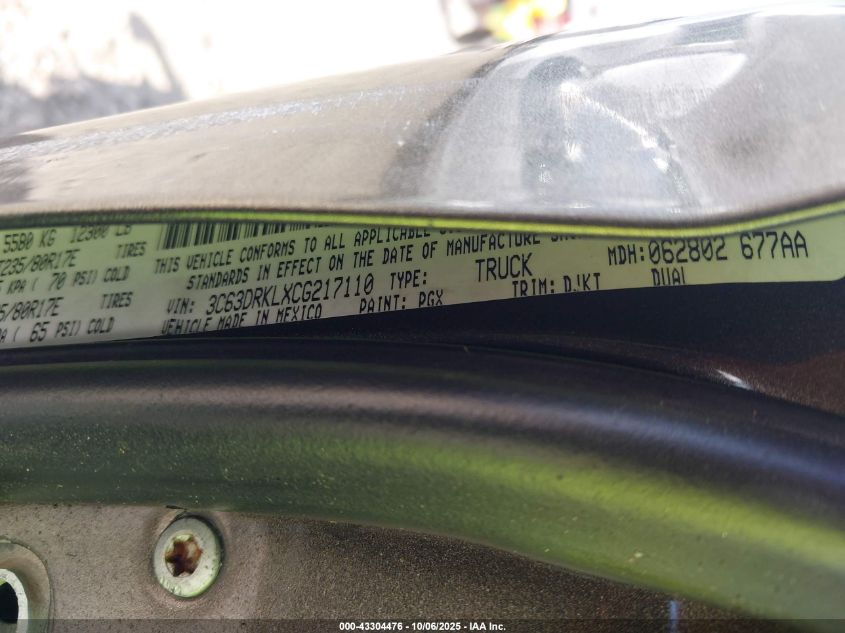 5580 KG 12300 LB
THIS VEHICLE CONFORMS TO ALL APPLICABLE
235/80R17E TIRES
STANDARDS IN EFFECT ON THE DATE OF MANUFACTURE
KPA ( 70 PSI) COLD
VIN: 3C63DRKLXCG217110 TYPE: TRUCK MDH:062802 677AA
5/80R17E TIRES
VEHICLE MADE IN MEXICO PAINT: PGX TRIM: DJKT DUAL
( 65 PSI) COLD
000-43304476 - 10/06/2025 - IAA Inc.